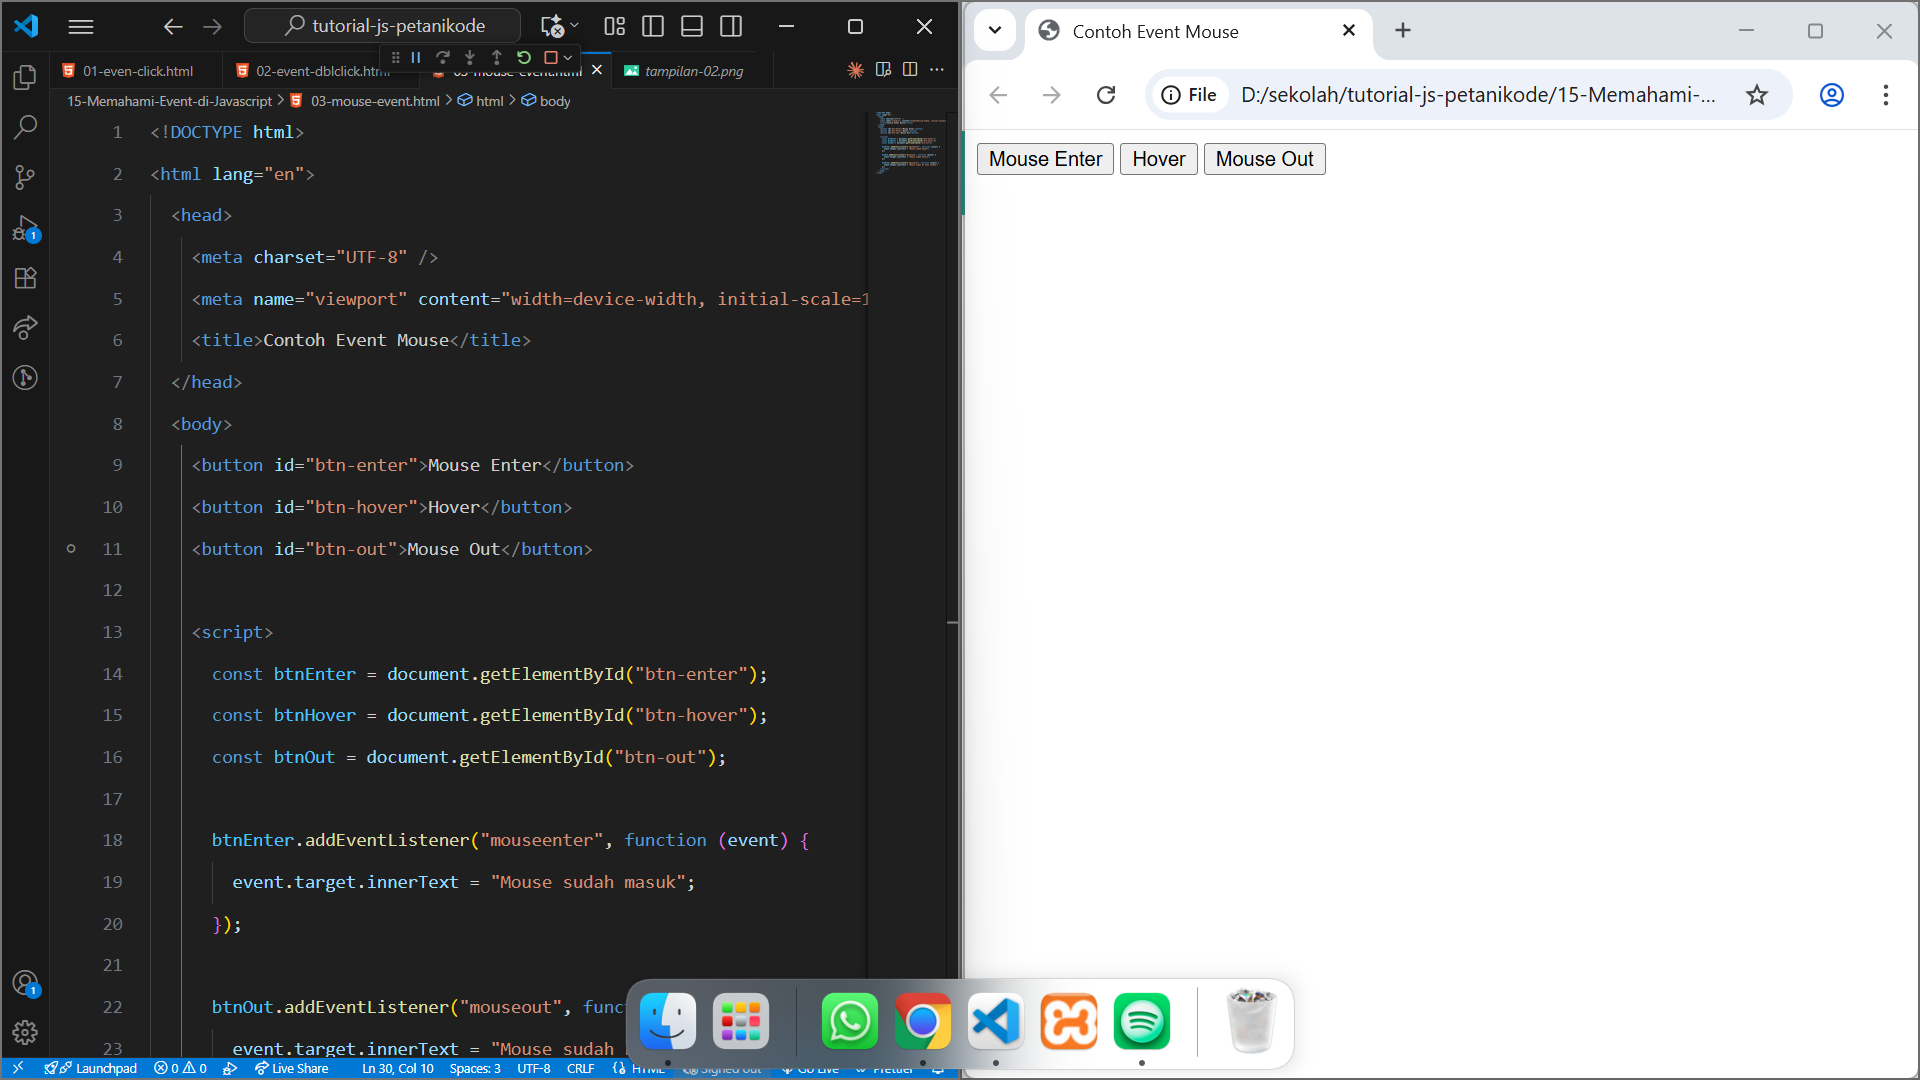 tutorial-js-petanikode
01-even-click.html
02-event-dblclick.html
03-mouse-event.html
tampilan-02.png
15-Memahami-Event-di-Javascript > 03-mouse-event.html > html > body
1 <!DOCTYPE html>
2 <html lang="en">
3 <head>
4 <meta charset="UTF-8" />
5 <meta name="viewport" content="width=device-width, initial-scale=1
6 <title>Contoh Event Mouse</title>
7 </head>
8 <body>
9 <button id="btn-enter">Mouse Enter</button>
10 <button id="btn-hover">Hover</button>
11 <button id="btn-out">Mouse Out</button>
12
13 <script>
14 const btnEnter = document.getElementById("btn-enter");
15 const btnHover = document.getElementById("btn-hover");
16 const btnOut = document.getElementById("btn-out");
17
18 btnEnter.addEventListener("mouseenter", function (event) {
19 event.target.innerText = "Mouse sudah masuk";
20 });
21
22 btnOut.addEventListener("mouseout", func
23 event.target.innerText = "Mouse sudah
1
1
Launchpad 0 0 Live Share Ln 30, Col 10 Spaces: 3 UTF-8 CRLF {} HTML Signed out Go Live Prettier
Contoh Event Mouse
File D:/sekolah/tutorial-js-petanikode/15-Memahami-...
Mouse Enter Hover Mouse Out